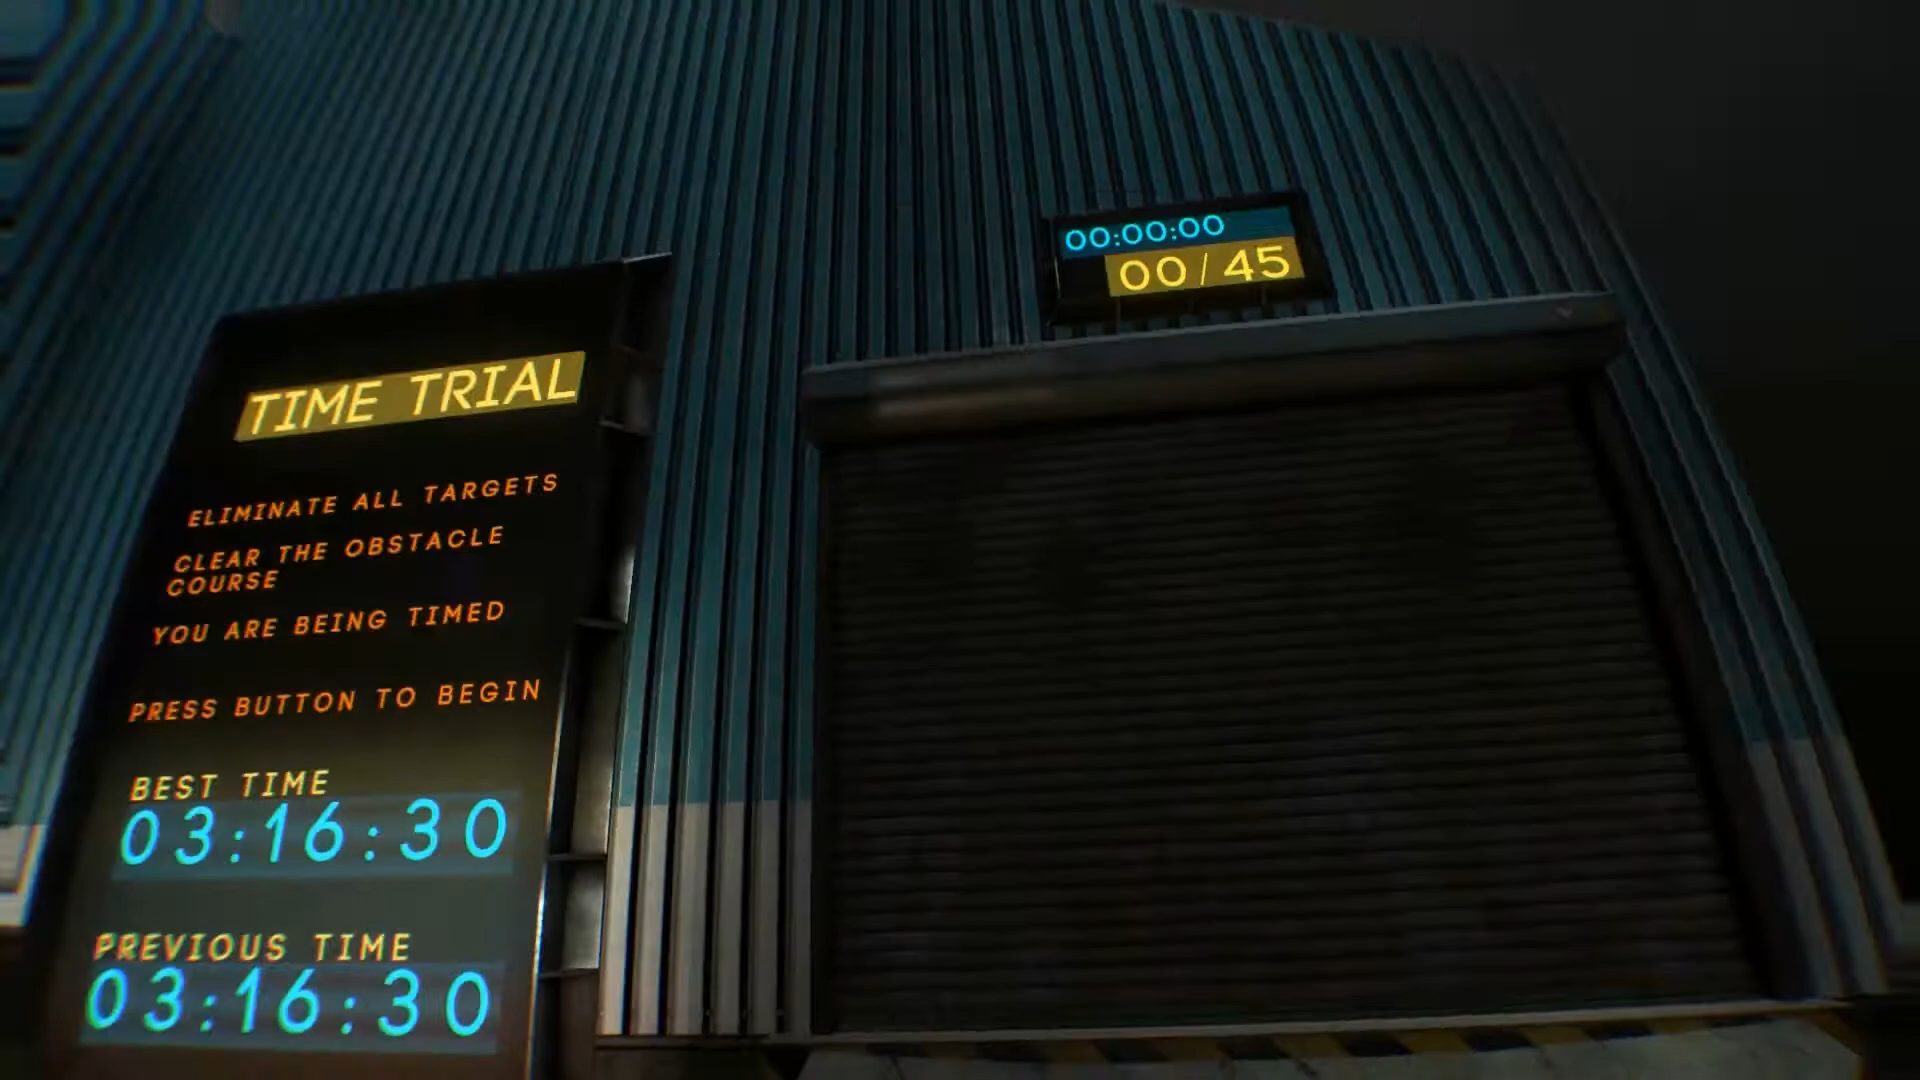 TIME TRIAL
ELIMINATE ALL TARGETS
CLEAR THE OBSTACLE
COURSE
YOU ARE BEING TIMED
PRESS BUTTON TO BEGIN
BEST TIME
03:16:30
PREVIOUS TIME
03:16:30
00:00:00
00/45